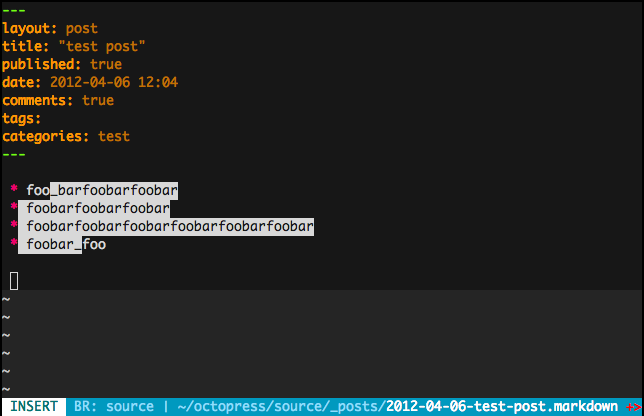 ---
layout: post
title: "test post"
published: true
date: 2012-04-06 12:04
comments: true
tags:
categories: test
---
* foo_barfoobarfoobar
* foobarfoobarfoobar
* foobarfoobarfoobarfoobarfoobarfoobar
* foobar_foo
~
~
~
~
~
~
INSERT BR: source | ~/octopress/source/_posts/2012-04-06-test-post.markdown +>